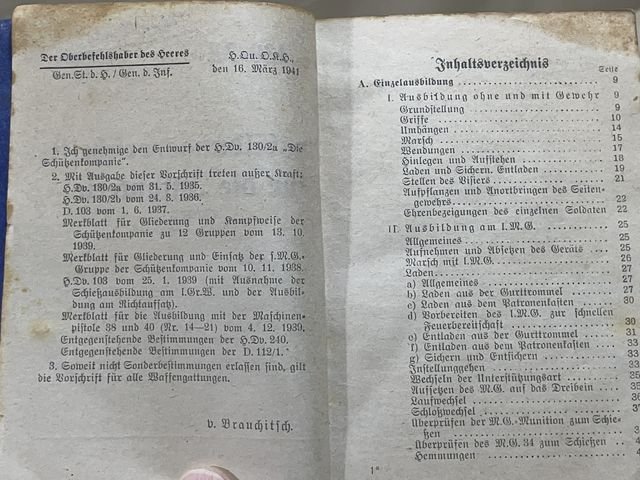 Der Oberbefehlshaber des Heeres
Gen.St. d. H. / Gen. d. Inf.
H.Qu. O.K.H.,
den 16. März 1941
1. Ich genehmige den Entwurf der H.Dv. 130/2a „Die
Schützenkompanie“.
2. Mit Ausgabe dieser Vorschrift treten außer Kraft:
H.Dv. 130/2a vom 31. 5. 1935.
H.Dv. 130/2b vom 24. 3. 1936.
D. 103 vom 1. 6. 1937.
Merkblatt für Gliederung und Kampfweise der
Schützenkompanie zu 12 Gruppen vom 13. 10.
1939.
Merkblatt für Gliederung und Einsatz der s.M.G.-
Gruppe der Schützenkompanie vom 10. 11. 1938.
H.Dv. 103 vom 25. 1. 1939 (mit Ausnahme der
Schießausbildung am l.Gr.W. und der Ausbil-
dung am Richtaufsatz).
Merkblatt für die Ausbildung mit der Maschinen-
pistole 38 und 40 (Nr. 14—21) vom 4. 12. 1939.
Entgegenstehende Bestimmungen der H.Dv. 240.
Entgegenstehende Bestimmungen der D. 112/1.
3. Soweit nicht Sonderbestimmungen erlassen sind, gilt
die Vorschrift für alle Waffengattungen.
v. Brauchitsch.
Inhaltsverzeichnis
Seite
A. Einzelausbildung 9
I. Ausbildung ohne und mit Gewehr 9
Grundstellung 9
Griffe 10
Umhängen 14
Marsch 15
Wendungen 17
Hinlegen und Aufstehen 18
Laden und Sichern. Entladen 19
Stellen des Visiers 21
Aufpflanzen und Anortbringen des Seiten-
gewehrs 22
Ehrenbezeigungen des einzelnen Soldaten 22
II. Ausbildung am l.M.G. 25
Allgemeines 25
Aufnehmen und Absetzen des Geräts 25
Marsch mit l.M.G. 26
Laden 27
a) Allgemeines 27
b) Laden aus der Gurttrommel 27
c) Laden aus dem Patronenkasten 30
d) Vorbereiten des l.M.G. zur schnellen
Feuerbereitschaft 30
e) Entladen aus der Gurttrommel 31
f) Entladen aus dem Patronenkasten 33
g) Sichern und Entsichern 33
Instellunggehen 33
Wechseln der Unterstützungsart 35
Aufsetzen des M.G. auf das Dreibein 35
Laufwechsel 36
Schloßwechsel 3
Überprüfen der M.G.-Munition zum Schie-
ßen 3
Überprüfen des M.G. 34 zum Schießen 4
Hemmungen 4
1*